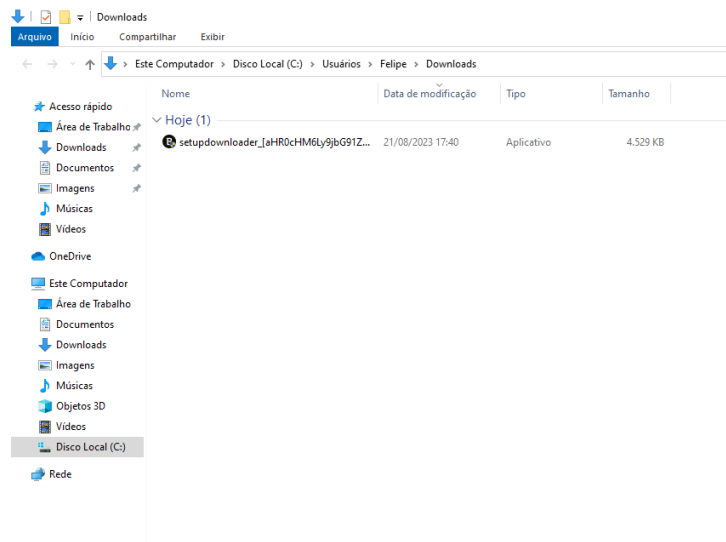 Downloads
Arquivo Início Compartilhar Exibir
Este Computador > Disco Local (C:) > Usuários > Felipe > Downloads
Nome Data de modificação Tipo Tamanho
Acesso rápido
Hoje (1)
Área de Trabalho
setupdownloader_[aHR0cHM6Ly9jbG91Z... 21/08/2023 17:40 Aplicativo 4.529 KB
Downloads
Documentos
Imagens
Músicas
Vídeos
OneDrive
Este Computador
Área de Trabalho
Documentos
Downloads
Imagens
Músicas
Objetos 3D
Vídeos
Disco Local (C:)
Rede